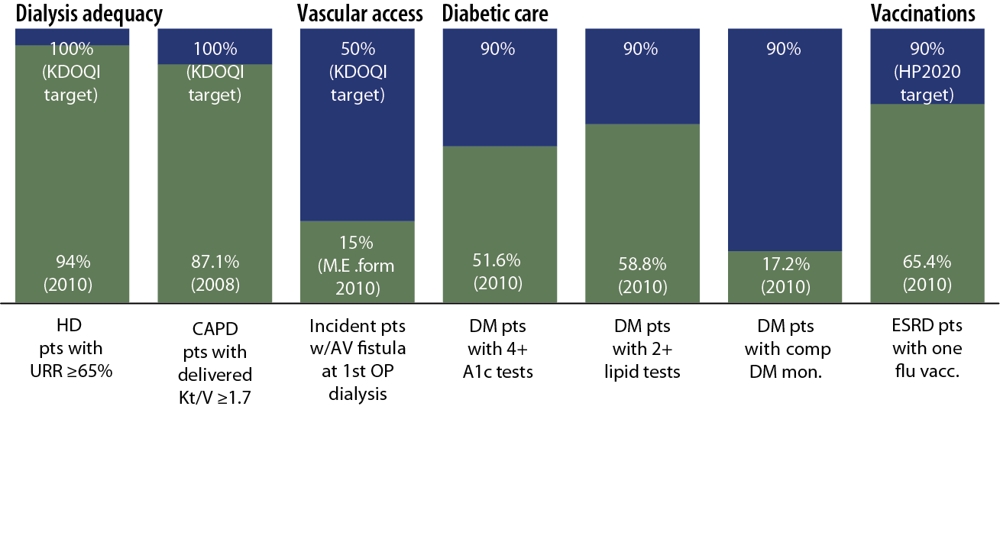 Dialysis adequacy
Vascular access
Diabetic care
Vaccinations
100%
(KDOQI
target)
94%
(2010)
HD
pts with
URR ≥65%
100%
(KDOQI
target)
87.1%
(2008)
CAPD
pts with
delivered
Kt/V ≥1.7
50%
(KDOQI
target)
15%
(M.E .form
2010)
Incident pts
w/AV fistula
at 1st OP
dialysis
90%
51.6%
(2010)
DM pts
with 4+
A1c tests
90%
58.8%
(2010)
DM pts
with 2+
lipid tests
90%
17.2%
(2010)
DM pts
with comp
DM mon.
90%
(HP2020
target)
65.4%
(2010)
ESRD pts
with one
flu vacc.